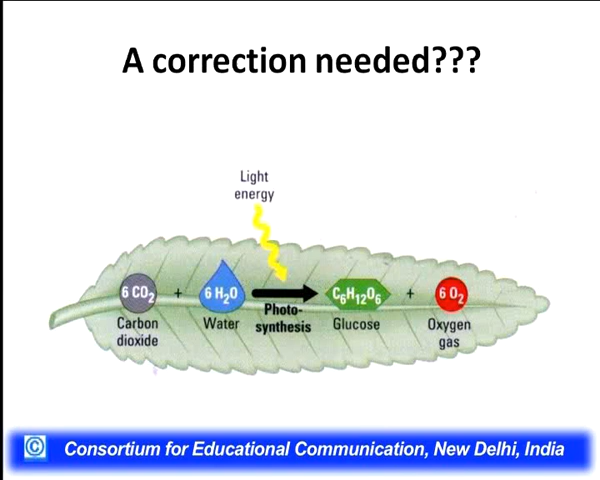 A correction needed???
Light
energy
6 CO₂ + 6 H₂O C₆H₁₂O₆ + 6 O₂
Carbon
dioxide
Water
Photo-
synthesis
Glucose
Oxygen
gas
© Consortium for Educational Communication, New Delhi, India